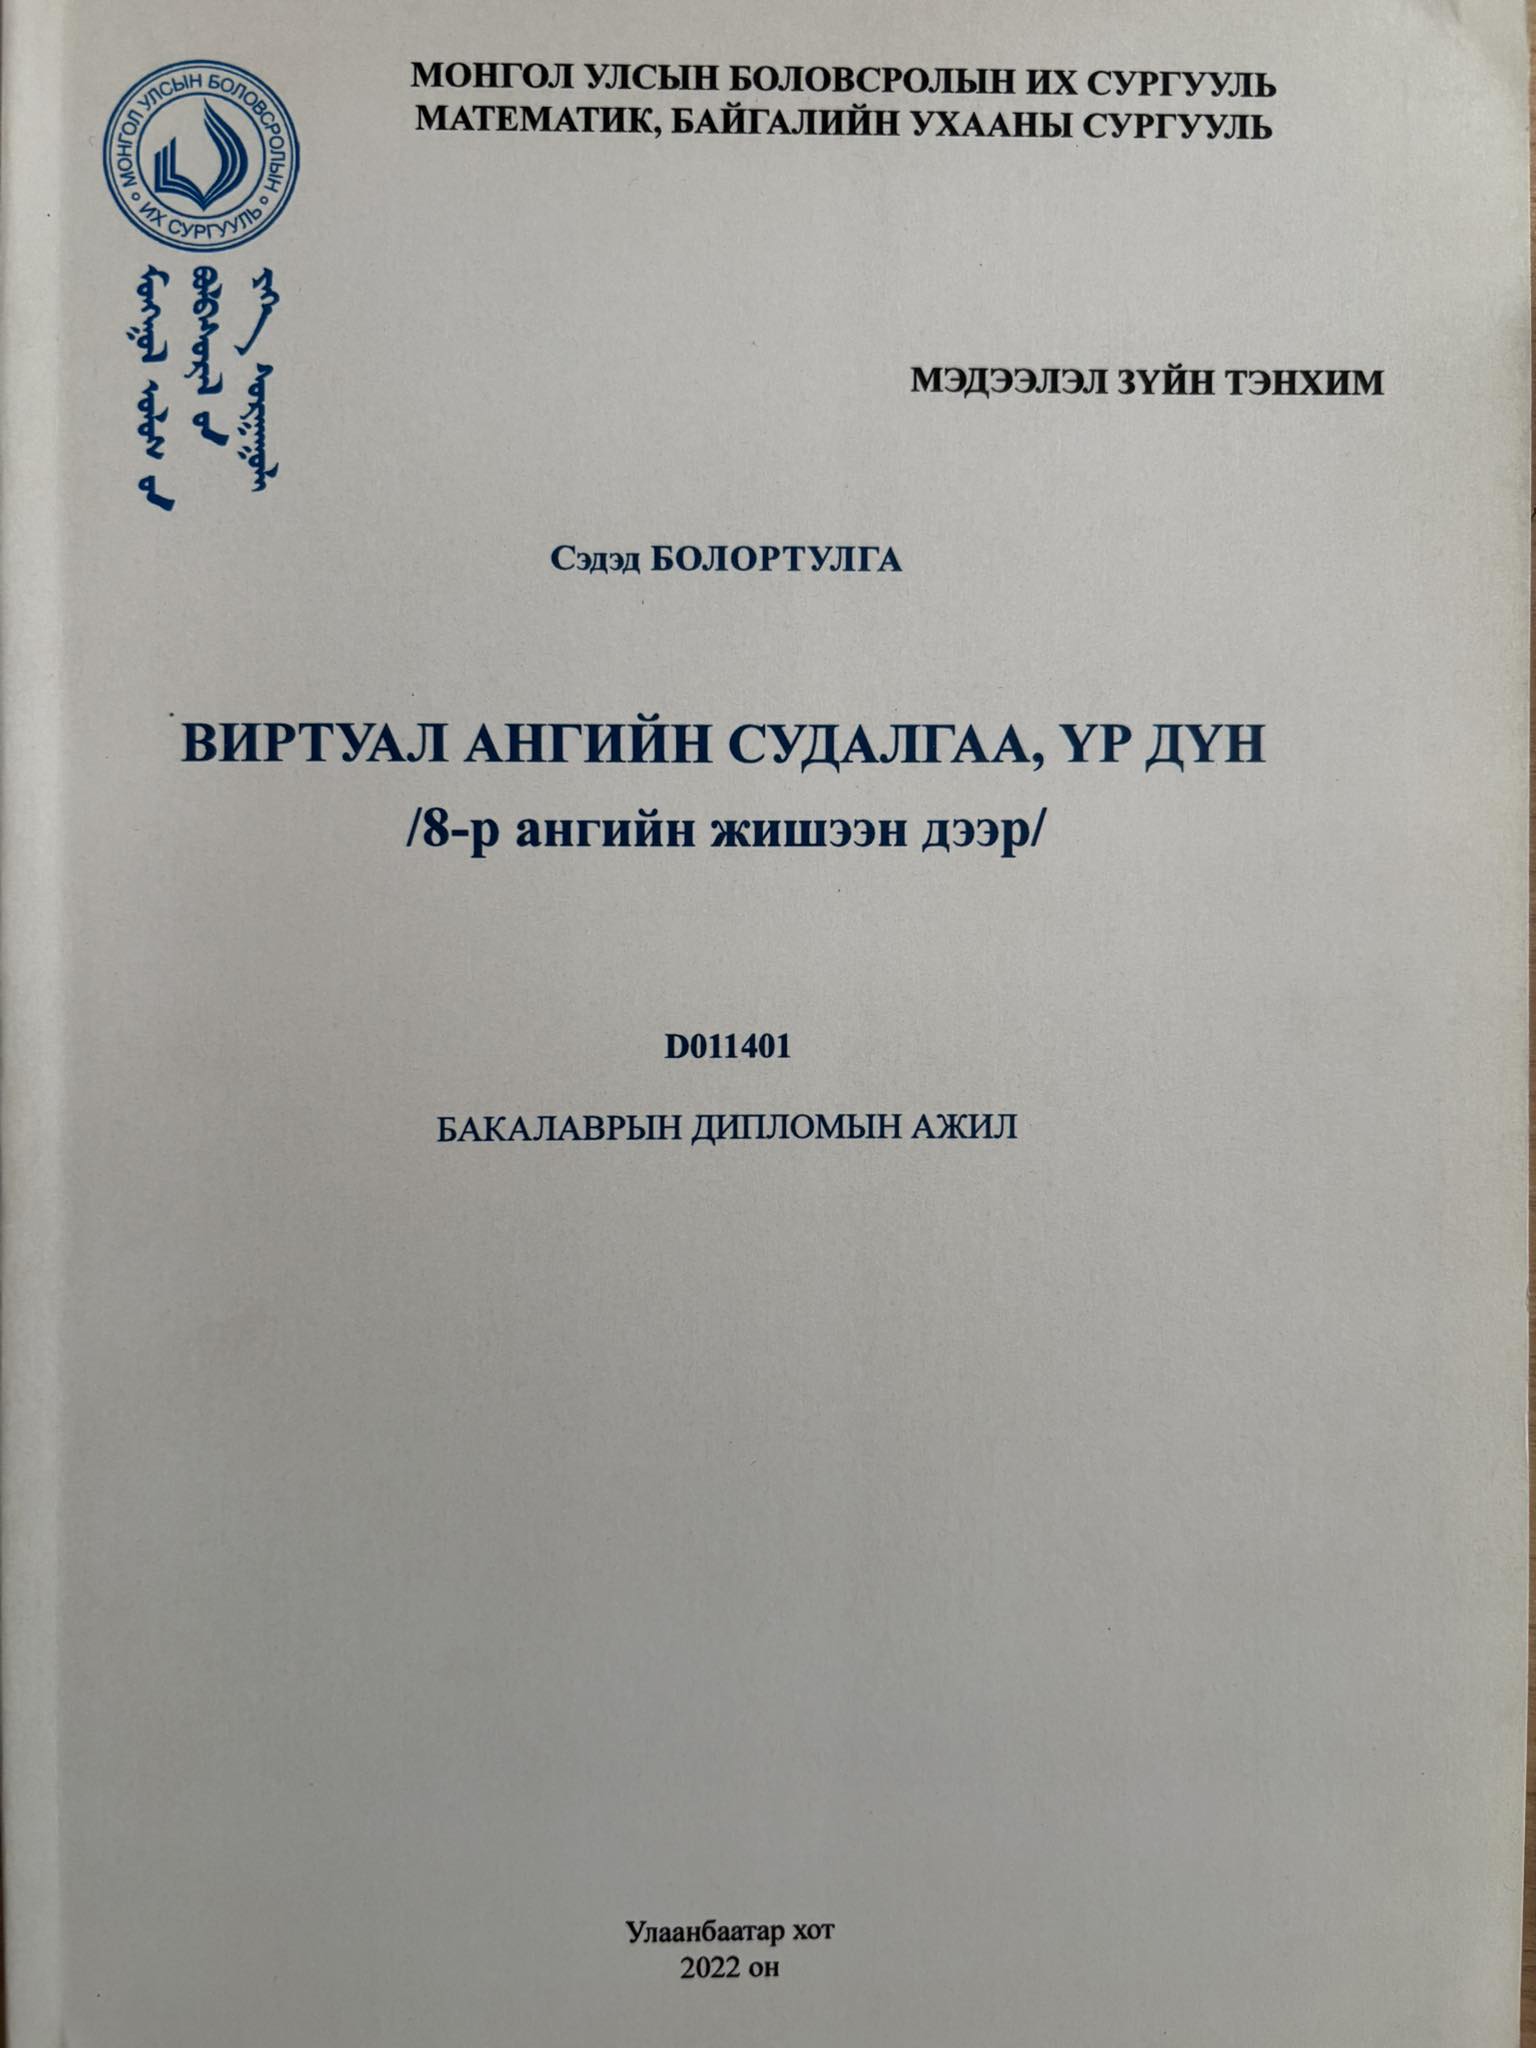 МОНГОЛ УЛСЫН БОЛОВСРОЛЫН ИХ СУРГУУЛЬ
МАТЕМАТИК, БАЙГАЛИЙН УХААНЫ СУРГУУЛЬ
МОНГОЛ УЛСЫН БОЛОВСРОЛЫН
ИХ СУРГУУЛЬ
МЭДЭЭЛЭЛ ЗҮЙН ТЭНХИМ
Сэдэд БОЛОРТУЛГА
ВИРТУАЛ АНГИЙН СУДАЛГАА, ҮР ДҮН
/8-р ангийн жишээн дээр/
D011401
БАКАЛАВРЫН ДИПЛОМЫН АЖИЛ
Улаанбаатар хот
2022 он